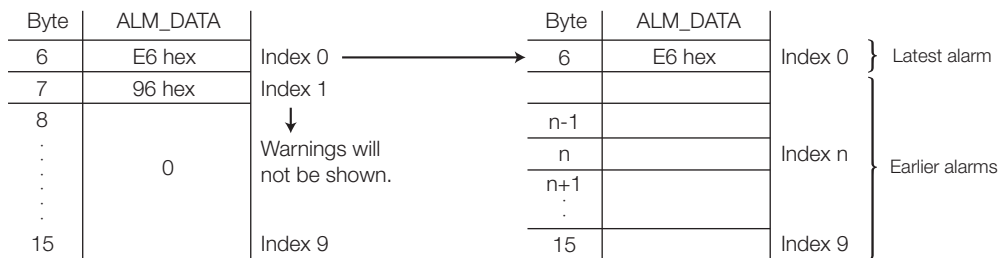 Byte ALM_DATA
6 E6 hex Index 0
7 96 hex Index 1
8
.
.
.
.
.
0
Warnings will
not be shown.
15 Index 9
Byte ALM_DATA
6 E6 hex Index 0 Latest alarm
n-1
n Index n
n+1
.
.
15 Index 9
Earlier alarms